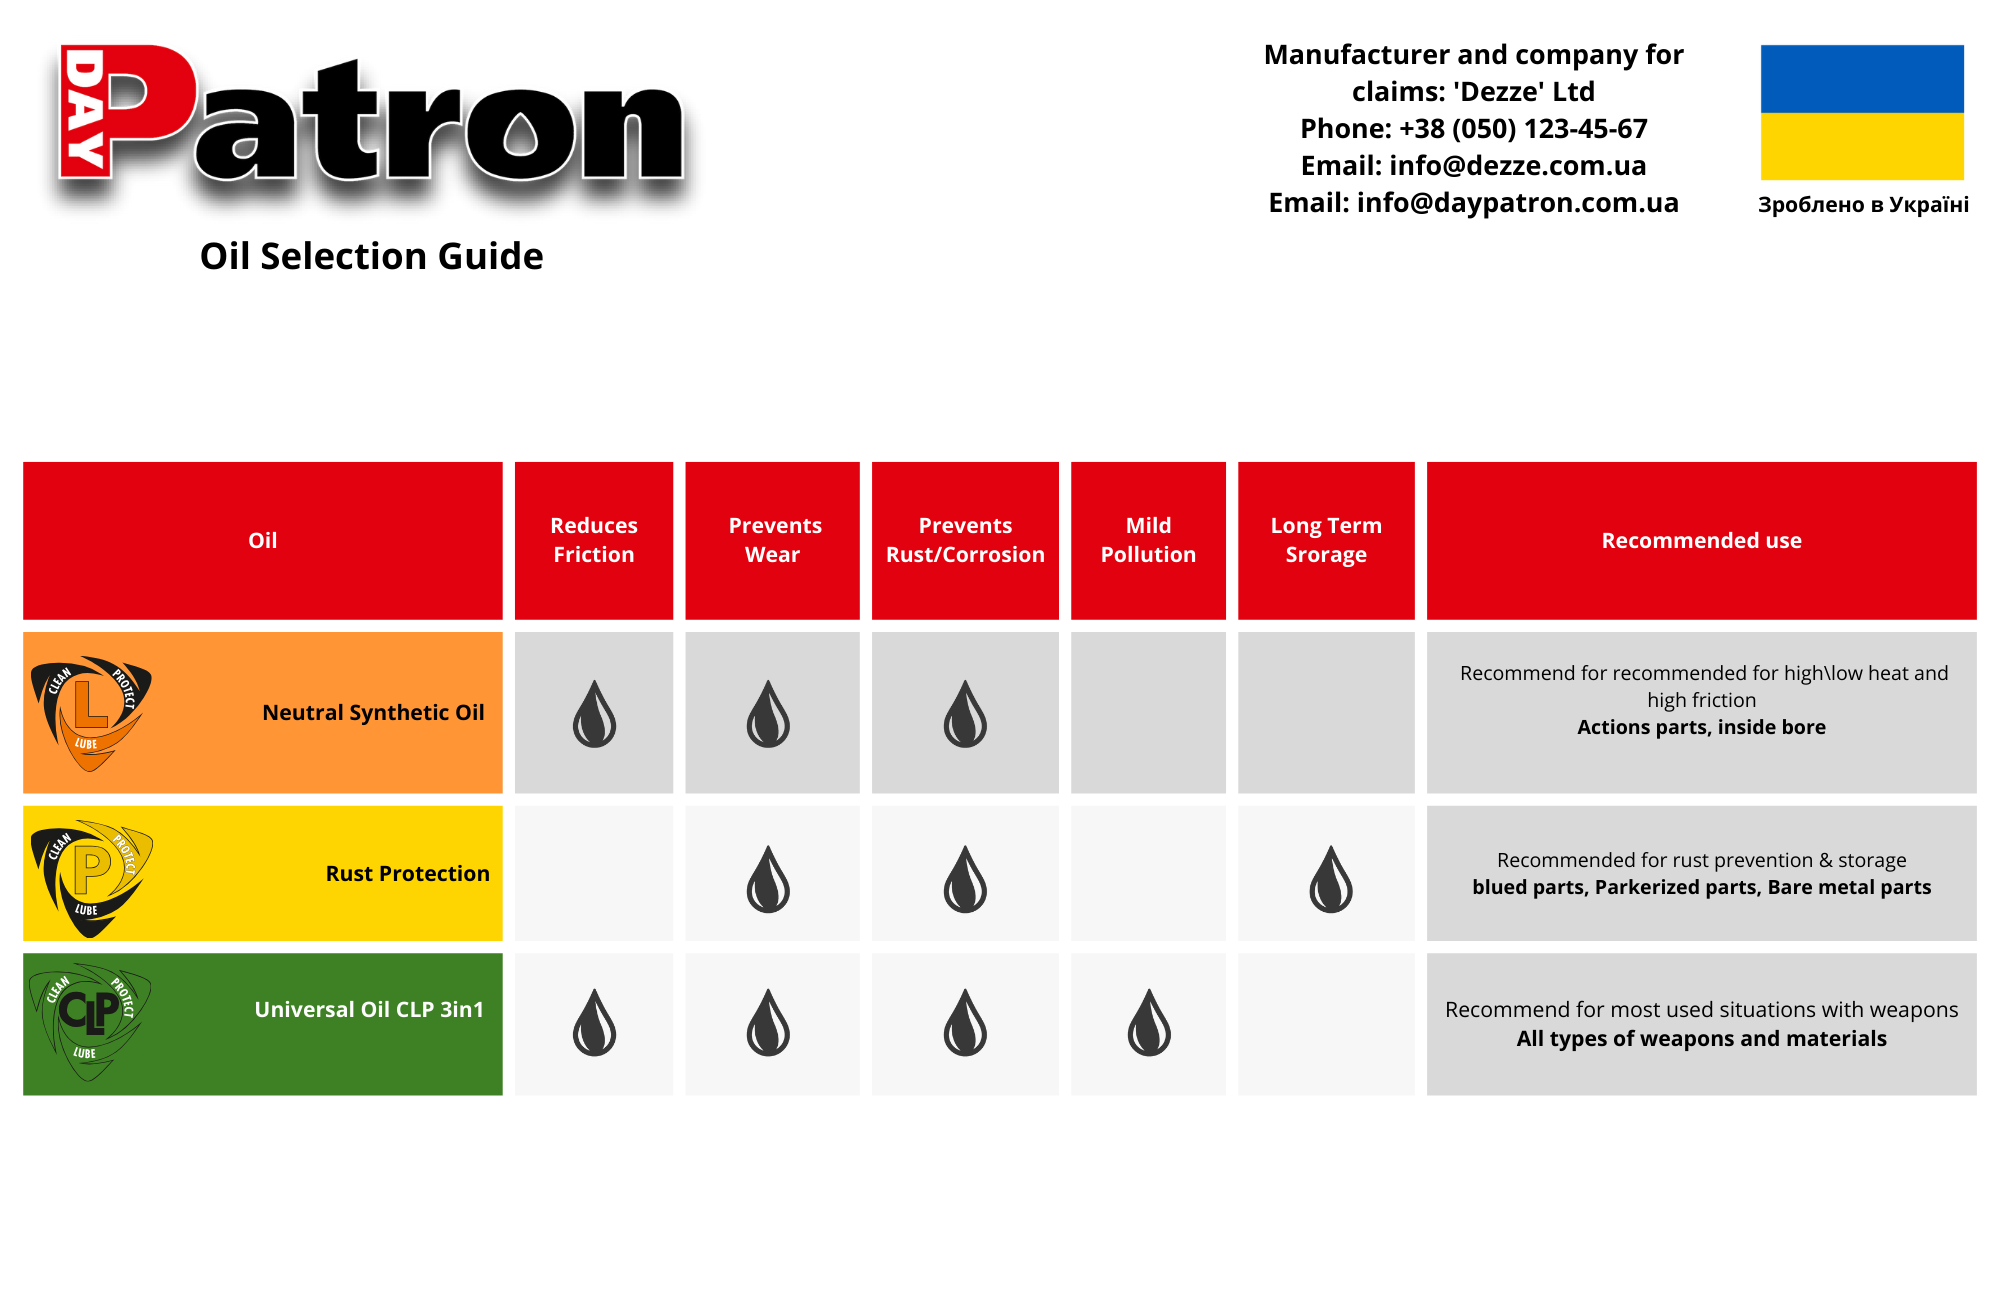 DAY Patron
Oil Selection Guide
Manufacturer and company for
claims: 'Dezze' Ltd
Phone: +38 (050) 123-45-67
Email: info@dezze.com.ua
Email: info@daypatron.com.ua
Зроблено в Україні
Oil
Reduces
Friction
Prevents
Wear
Prevents
Rust/Corrosion
Mild
Pollution
Long Term
Srorage
Recommended use
CLEAN
PROTECT
L
LUBE
Neutral Synthetic Oil
Recommend for recommended for high\low heat and
high friction
Actions parts, inside bore
CLEAN
PROTECT
P
LUBE
Rust Protection
Recommended for rust prevention & storage
blued parts, Parkerized parts, Bare metal parts
CLEAN
PROTECT
CLP
LUBE
Universal Oil CLP 3in1
Recommend for most used situations with weapons
All types of weapons and materials